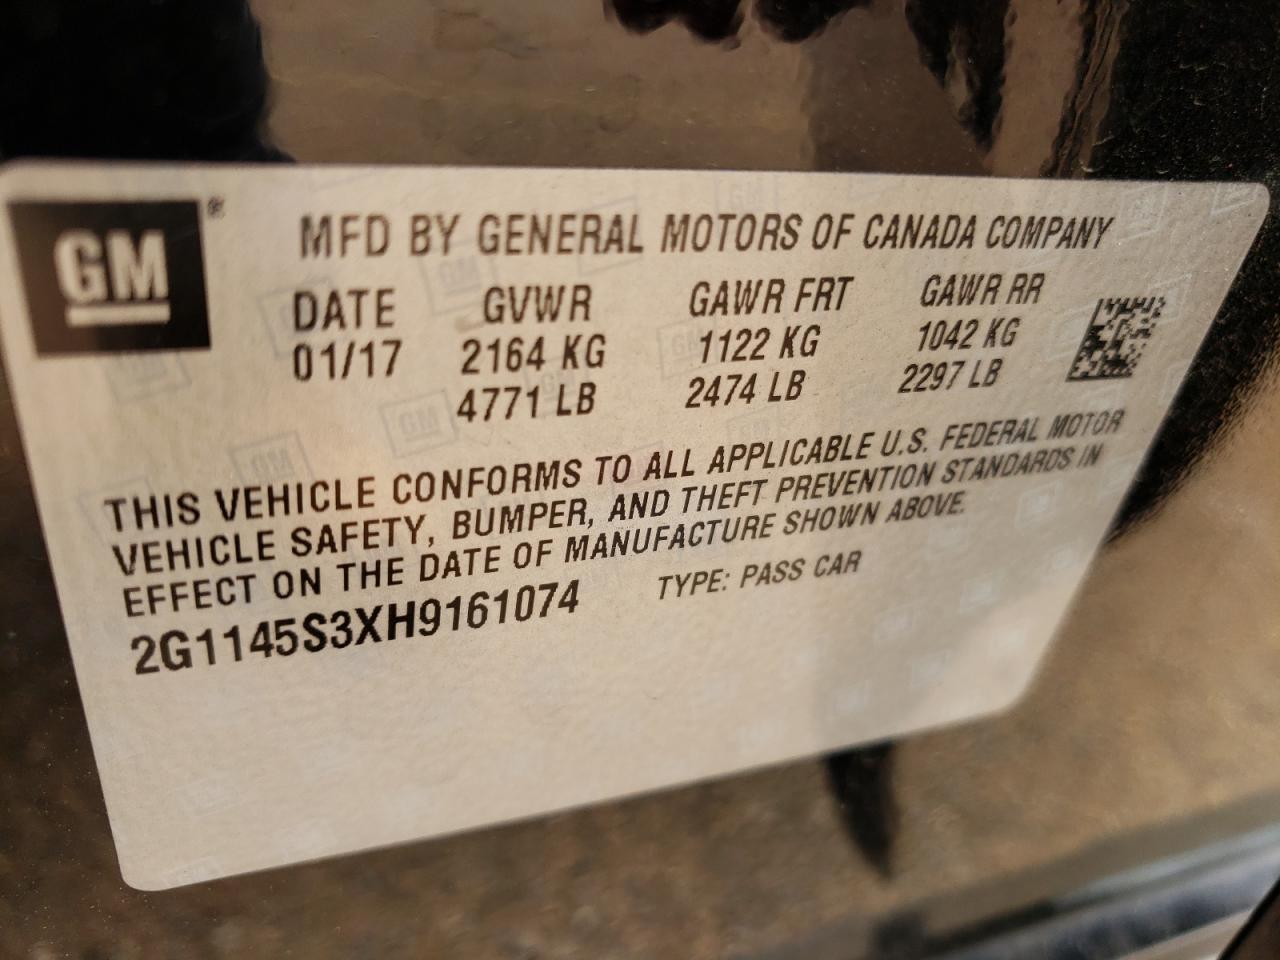 GM®
MFD BY GENERAL MOTORS OF CANADA COMPANY
DATE GVWR GAWR FRT GAWR RR
01/17 2164 KG 1122 KG 1042 KG
4771 LB 2474 LB 2297 LB
THIS VEHICLE CONFORMS TO ALL APPLICABLE U.S. FEDERAL MOTOR
VEHICLE SAFETY, BUMPER, AND THEFT PREVENTION STANDARDS IN
EFFECT ON THE DATE OF MANUFACTURE SHOWN ABOVE.
2G1145S3XH9161074 TYPE: PASS CAR